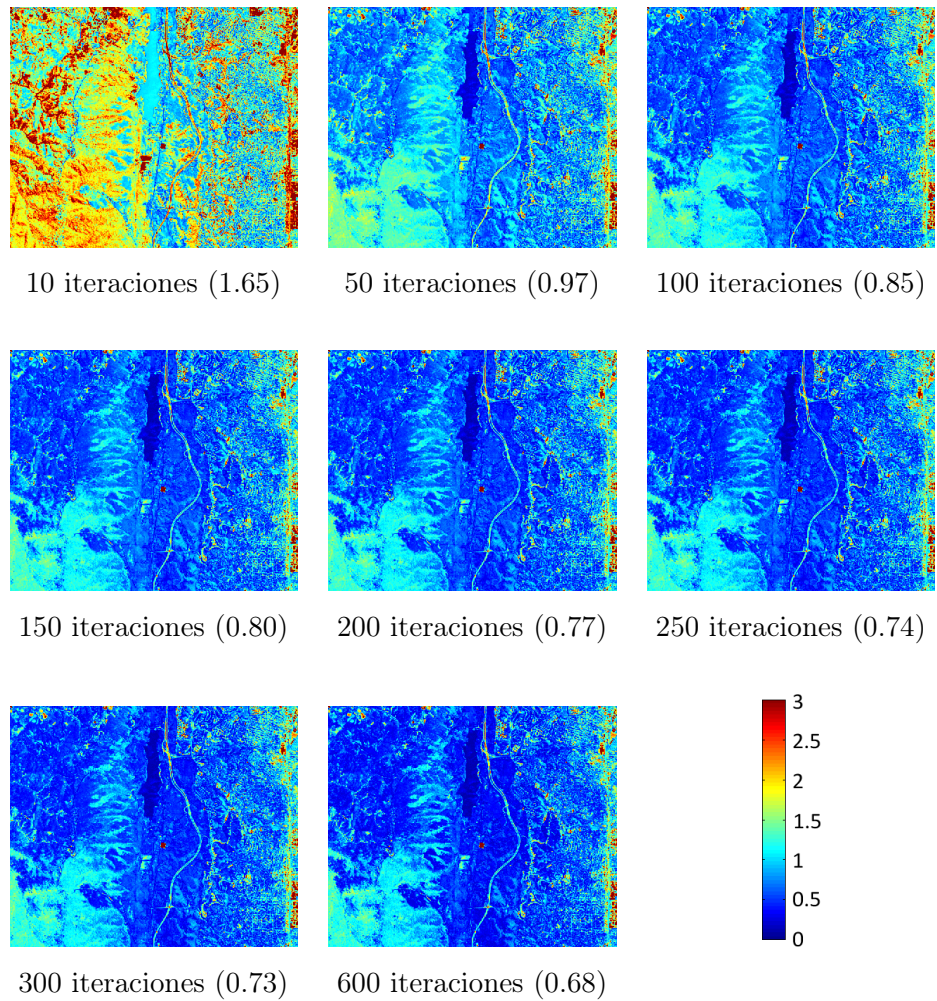 10 iteraciones (1.65)
50 iteraciones (0.97)
100 iteraciones (0.85)
150 iteraciones (0.80)
200 iteraciones (0.77)
250 iteraciones (0.74)
3
2.5
2
1.5
1
0.5
0
300 iteraciones (0.73)
600 iteraciones (0.68)